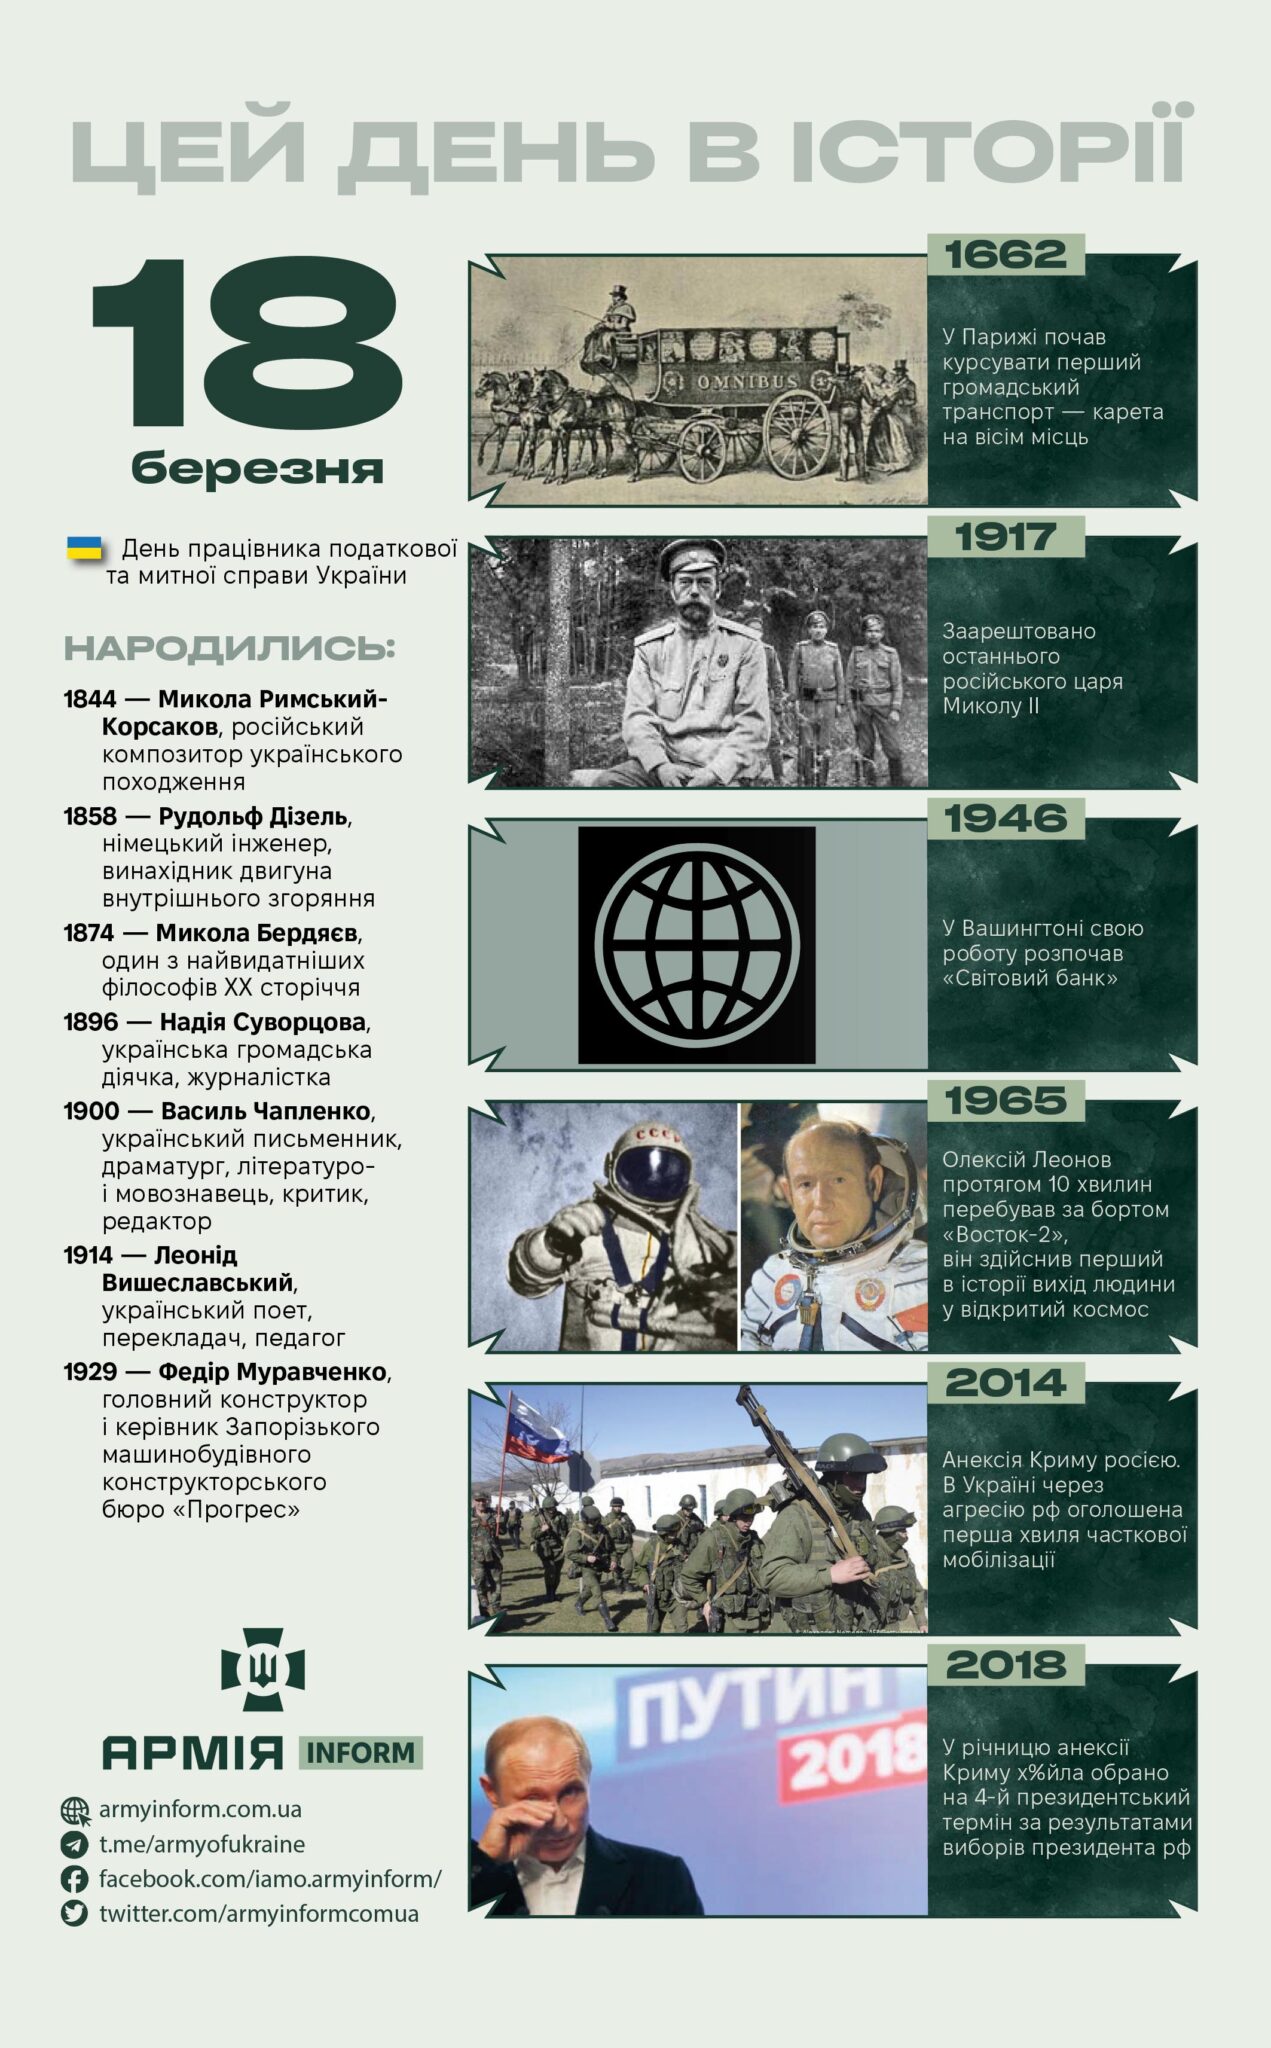 ЦЕЙ ДЕНЬ В ІСТОРІЇ
18
березня
День працівника податкової
та митної справи України
НАРОДИЛИСЬ:
1844 — Микола Римський-
Корсаков, російський
композитор українського
походження
1858 — Рудольф Дізель,
німецький інженер,
винахідник двигуна
внутрішнього згоряння
1874 — Микола Бердяєв,
один з найвидатніших
філософів ХХ сторіччя
1896 — Надія Суворцова,
українська громадська
діячка, журналістка
1900 — Василь Чапленко,
український письменник,
драматург, літературо-
і мовознавець, критик,
редактор
1914 — Леонід
Вишеславський,
український поет,
перекладач, педагог
1929 — Федір Муравченко,
головний конструктор
і керівник Запорізького
машинобудівного
конструкторського
бюро «Прогрес»
АРМІЯ INFORM
armyinform.com.ua
t.me/armyofukraine
facebook.com/iamo.armyinform/
twitter.com/armyinformcomua
1662
OMNIBUS
У Парижі почав
курсувати перший
громадський
транспорт — карета
на вісім місць
1917
Заарештовано
останнього
російського царя
Миколу ІІ
1946
У Вашингтоні свою
роботу розпочав
«Світовий банк»
1965
СССР
Олексій Леонов
протягом 10 хвилин
перебував за бортом
«Восток-2»,
він здійснив перший
в історії вихід людини
у відкритий космос
2014
Анексія Криму росією.
В Україні через
агресію рф оголошена
перша хвиля часткової
мобілізації
2018
ПУТИН
2018
У річницю анексії
Криму х%йла обрано
на 4-й президентський
термін за результатами
виборів президента рф